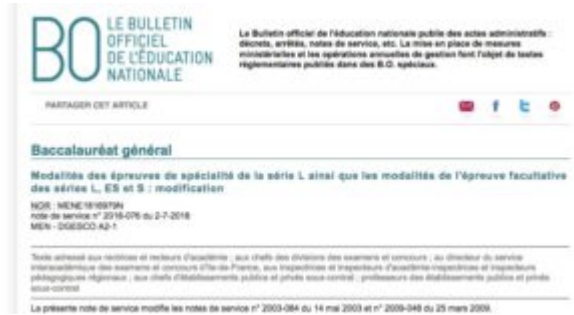 BO LE BULLETIN
OFFICIEL
DE L'ÉDUCATION
NATIONALE
Le Bulletin officiel de l'éducation nationale publie des actes administratifs :
décrets, arrêtés, notes de service, etc. La mise en place de mesures
ministérielles et les opérations annuelles de gestion font l'objet de textes
réglementaires publiés dans des B.O. spéciaux.
PARTAGER CET ARTICLE
Baccalauréat général
Modalités des épreuves de spécialité de la série L ainsi que les modalités de l'épreuve facultative
des séries L, ES et S : modification
NOR : MENE1816979N
note de service n° 2018-076 du 2-7-2018
MEN - DGESCO A2-1
Texte adressé aux rectrices et recteurs d'académie ; aux chefs des divisions des examens et concours ; au directeur du service
interacadémique des examens et concours d'Île-de-France, aux inspectrices et inspecteurs d'académie-inspectrices et inspecteurs
pédagogiques régionaux ; aux chefs d'établissements publics et privés sous-contrat ; professeurs des établissements publics et privés
sous-contrat
La présente note de service modifie les notes de service n° 2003-084 du 14 mai 2003 et n° 2009-048 du 25 mars 2009.